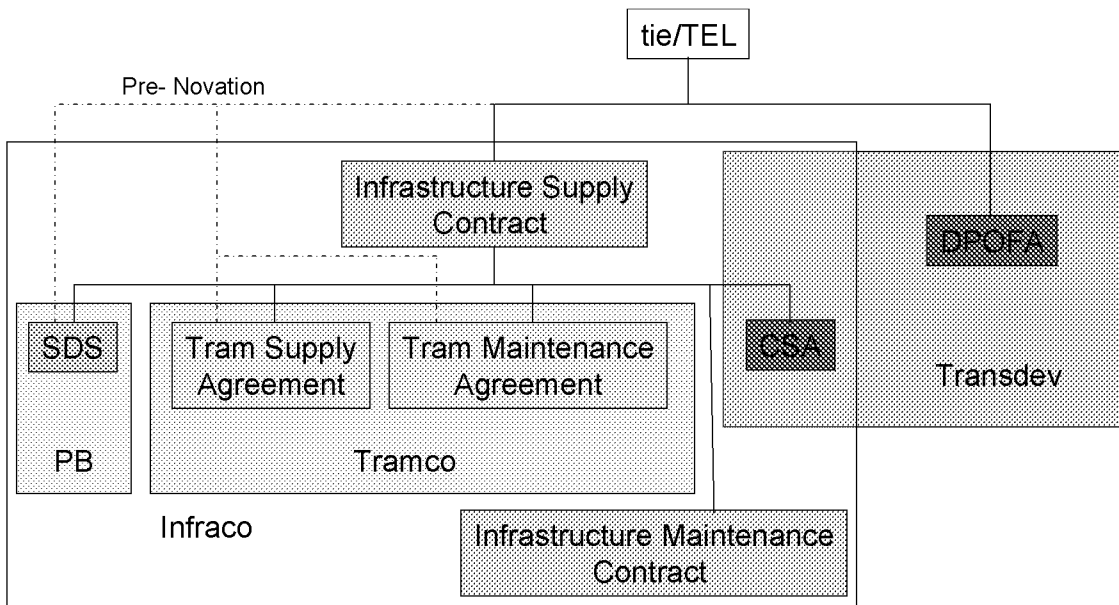 tie/TEL
Pre- Novation
Infrastructure Supply
Contract
DPOFA
SDS
Tram Supply
Agreement
Tram Maintenance
Agreement
CSA
Transdev
PB
Tramco
Infraco
Infrastructure Maintenance
Contract